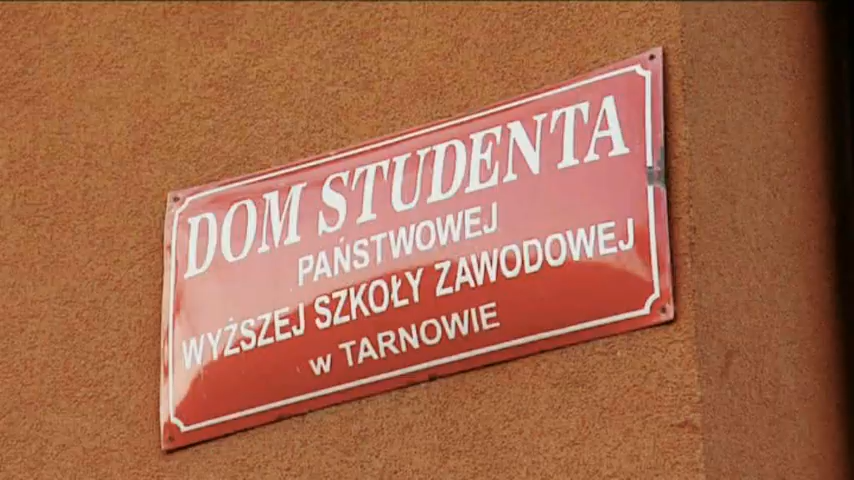 DOM STUDENTA
PAŃSTWOWEJ
WYŻSZEJ SZKOŁY ZAWODOWEJ
w TARNOWIE